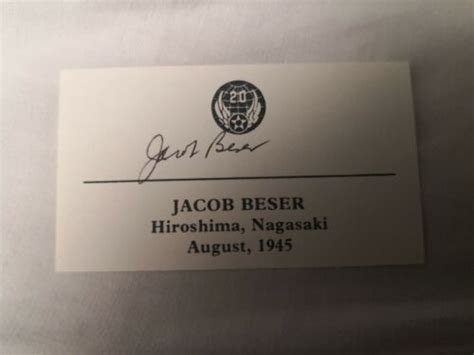 20
Jacob Beser
JACOB BESER
Hiroshima, Nagasaki
August, 1945